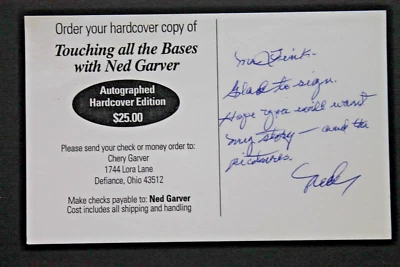 Order your hardcover copy of
Touching all the Bases
with Ned Garver
Autographed
Hardcover Edition
$25.00
Please send your check or money order to:
Chery Garver
1744 Lora Lane
Defiance, Ohio 43512
Make checks payable to: Ned Garver
Cost includes all shipping and handling
Mr. Fink-
Glad to sign.
Hope you will want
my story - and the
pictures.
Ned